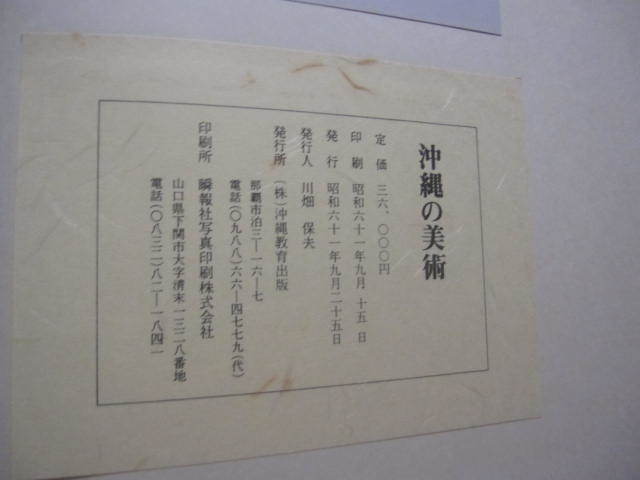 沖縄の美術
定価 三六、〇〇〇円
印刷 昭和六十一年九月 十五 日
発行 昭和六十一年九月二十五日
発行人 川畑 保夫
発行所 (株)沖縄教育出版
那覇市泊三ー一六ー七
電話(〇九八八)六六ー四七七九(代)
印刷所 瞬報社写真印刷株式会社
山口県下関市大字清末一三二八番地
電話(〇八三二)八二ー一八四一